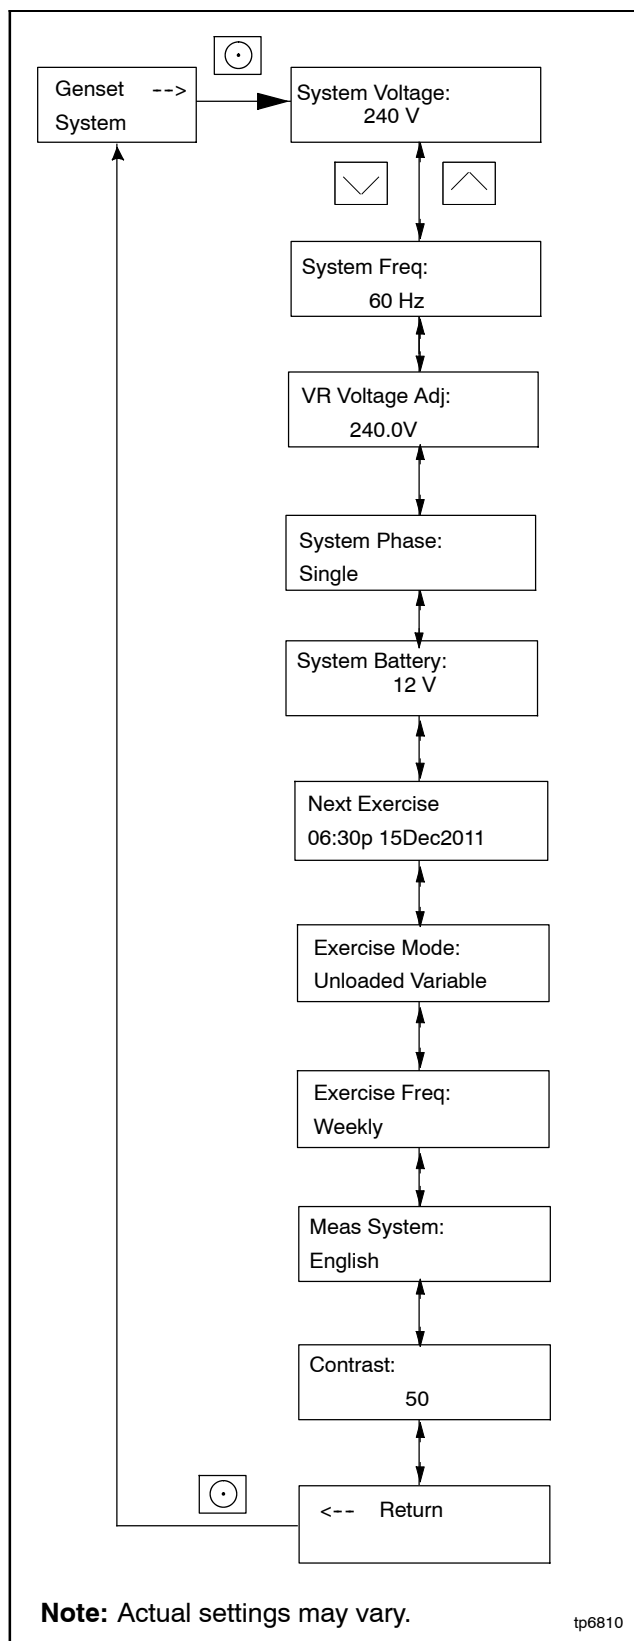 Genset -->
System
System Voltage:
240 V
System Freq:
60 Hz
VR Voltage Adj:
240.0V
System Phase:
Single
System Battery:
12 V
Next Exercise
06:30p 15Dec2011
Exercise Mode:
Unloaded Variable
Exercise Freq:
Weekly
Meas System:
English
Contrast:
50
<-- Return
Note: Actual settings may vary.
tp6810